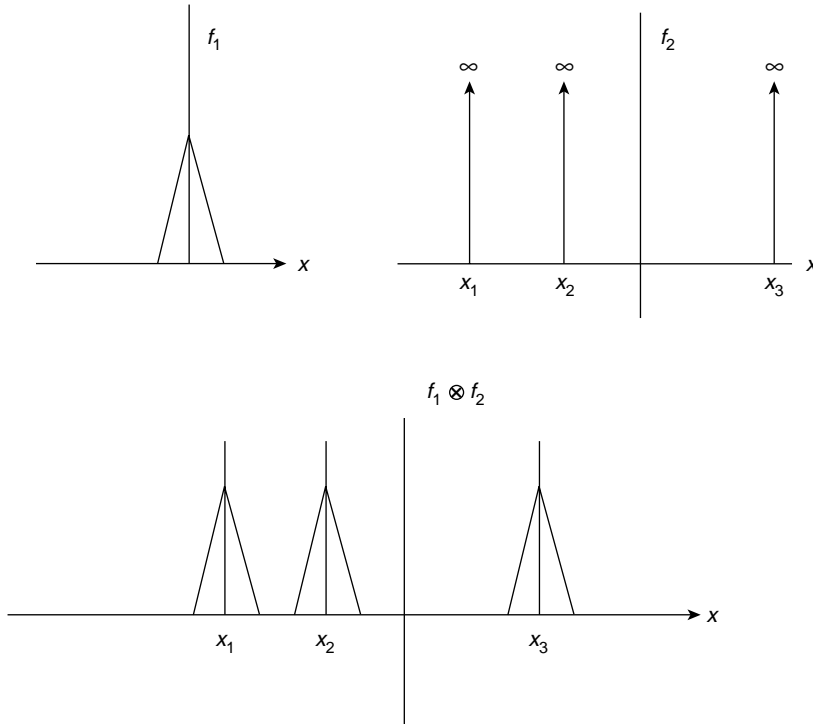 f₁
x
f₂
∞ ∞ ∞
x
x₁ x₂ x₃
f₁ ⊗ f₂
x
x₁ x₂ x₃